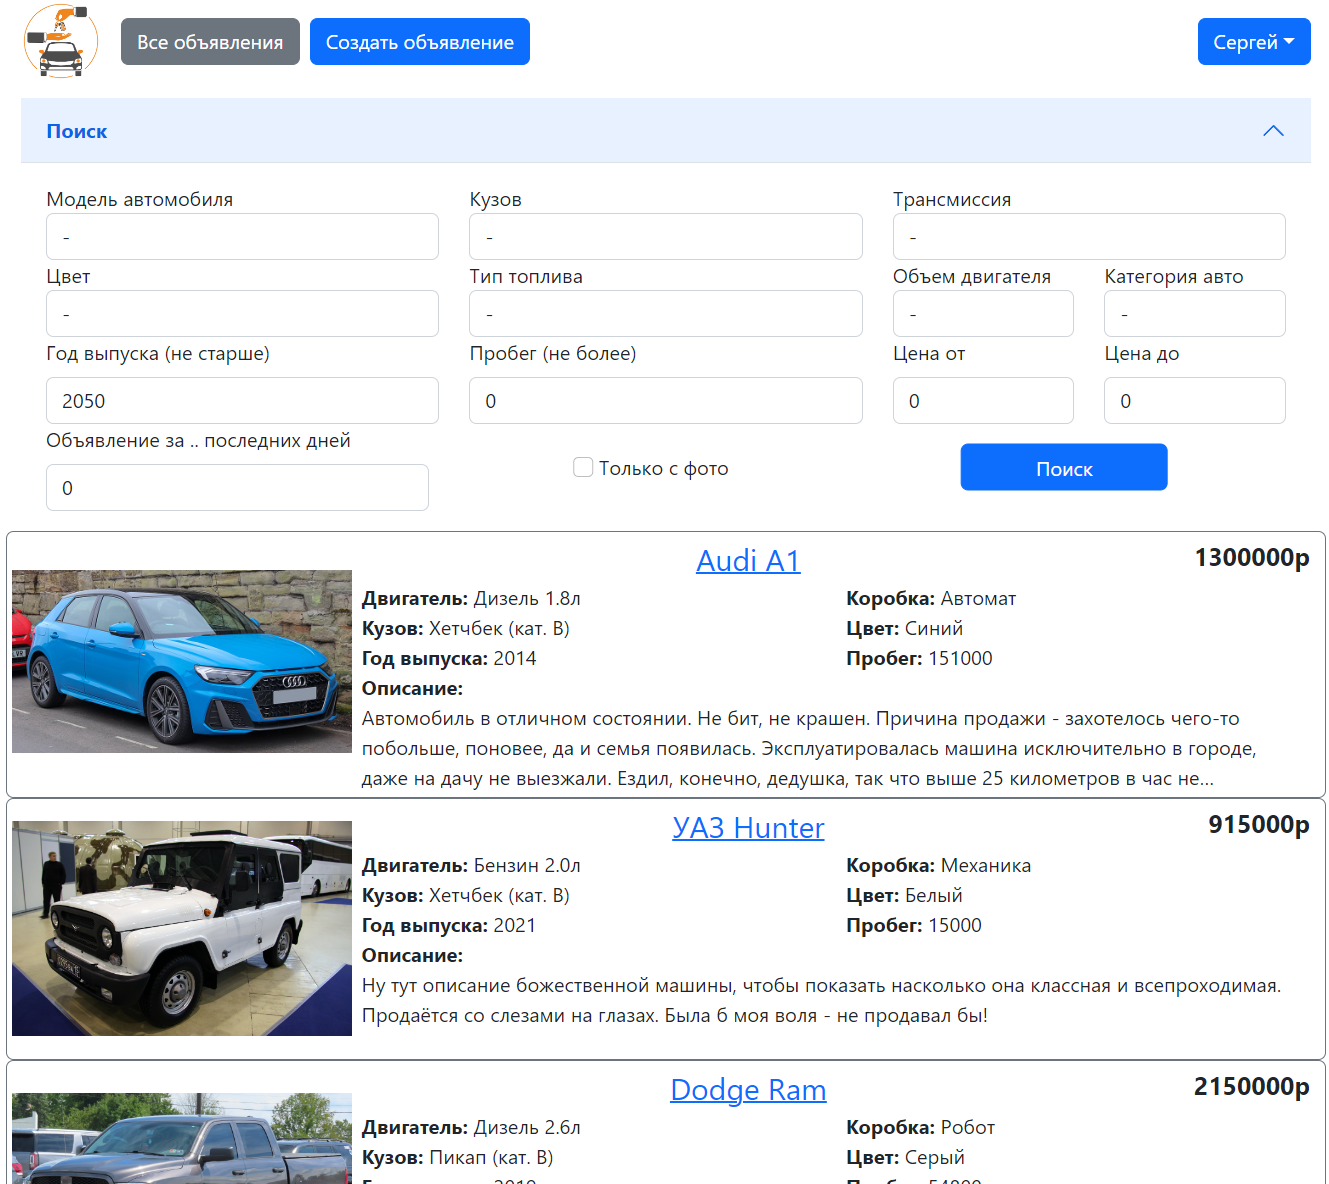 Все объявления Создать объявление Сергей
Поиск
Модель автомобиля Кузов Трансмиссия
- - -
Цвет Тип топлива Объем двигателя Категория авто
- - - -
Год выпуска (не старше) Пробег (не более) Цена от Цена до
2050 0 0 0
Объявление за .. последних дней
0 Только с фото Поиск
Audi A1 1300000р
Двигатель: Дизель 1.8л Коробка: Автомат
Кузов: Хетчбек (кат. B) Цвет: Синий
Год выпуска: 2014 Пробег: 151000
Описание:
Автомобиль в отличном состоянии. Не бит, не крашен. Причина продажи - захотелось чего-то
побольше, поновее, да и семья появилась. Эксплуатировалась машина исключительно в городе,
даже на дачу не выезжали. Ездил, конечно, дедушка, так что выше 25 километров в час не...
УАЗ Hunter 915000р
Двигатель: Бензин 2.0л Коробка: Механика
Кузов: Хетчбек (кат. B) Цвет: Белый
Год выпуска: 2021 Пробег: 15000
Описание:
Ну тут описание божественной машины, чтобы показать насколько она классная и всепроходимая.
Продаётся со слезами на глазах. Была б моя воля - не продавал бы!
Dodge Ram 2150000р
Двигатель: Дизель 2.6л Коробка: Робот
Кузов: Пикап (кат. B) Цвет: Серый